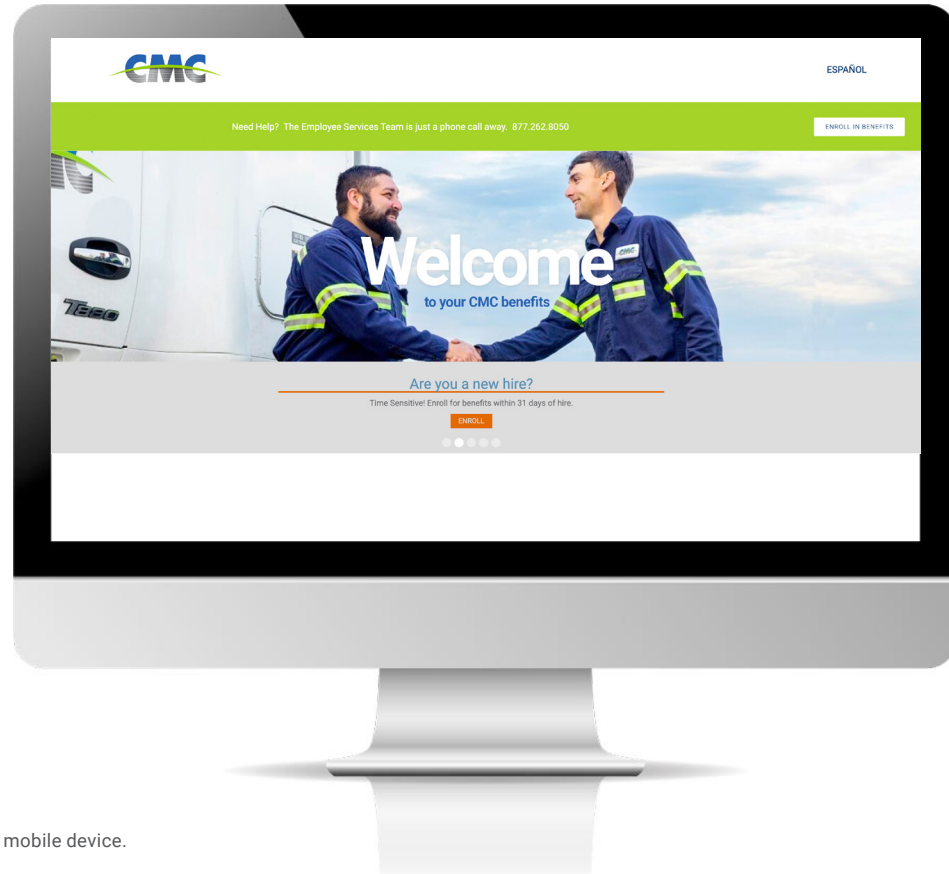 CMC
ESPAÑOL
Need Help? The Employee Services Team is just a phone call away. 877.262.8050
ENROLL IN BENEFITS
Welcome
to your CMC benefits
CMC
T880
Are you a new hire?
Time Sensitive! Enroll for benefits within 31 days of hire.
ENROLL
mobile device.